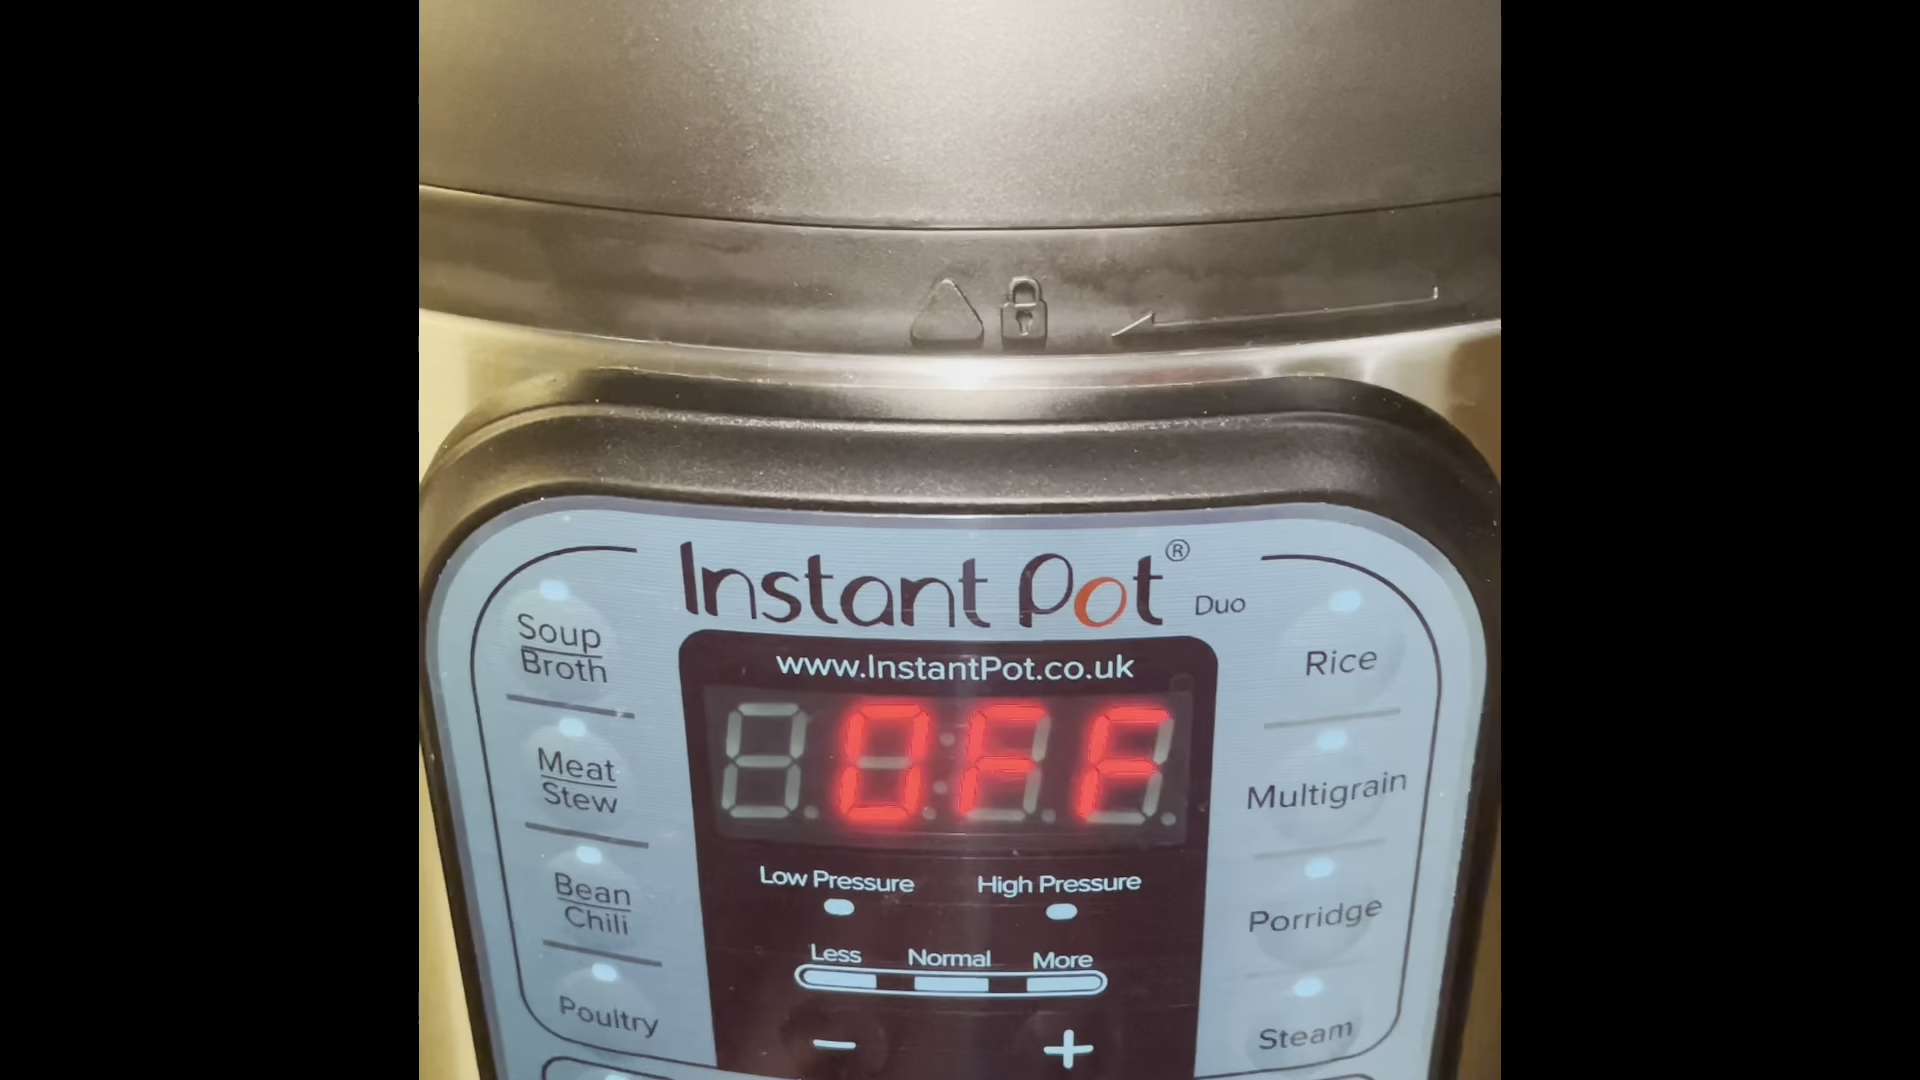 Instant Pot® Duo
www.InstantPot.co.uk
OFF
Soup
Broth
Meat
Stew
Bean
Chili
Poultry
Low Pressure
High Pressure
Less Normal More
− +
Rice
Multigrain
Porridge
Steam